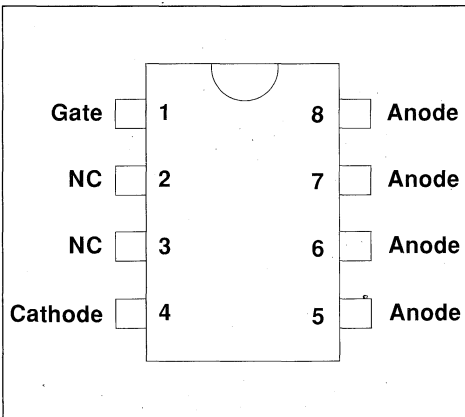 Gate 1 8 Anode
NC 2 7 Anode
NC 3 6 Anode
Cathode 4 5 Anode